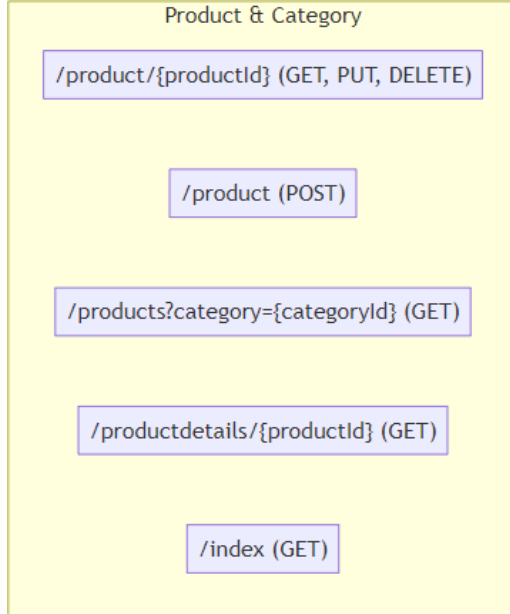 Product & Category
/product/{productId} (GET, PUT, DELETE)
/product (POST)
/products?category={categoryId} (GET)
/productdetails/{productId} (GET)
/index (GET)